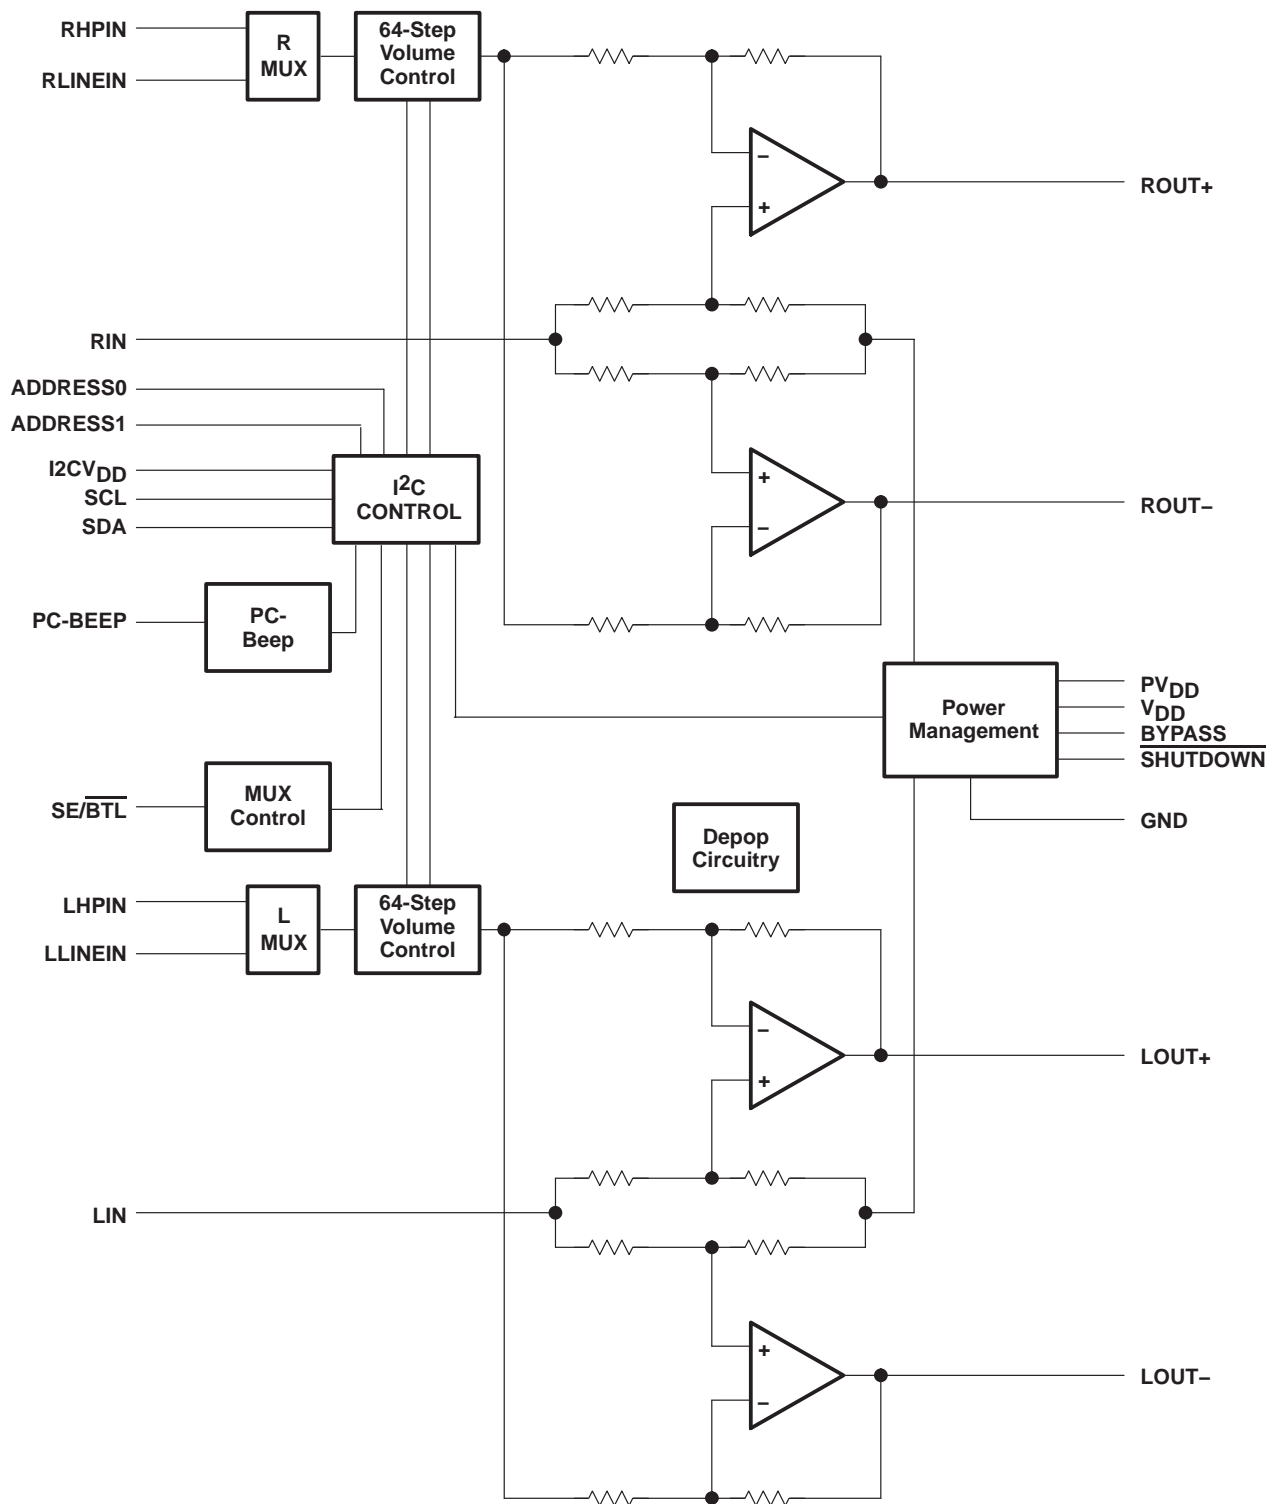 RHPIN
RLINEIN
R
MUX
64-Step
Volume
Control
–
+
ROUT+
RIN
ADDRESS0
ADDRESS1
I2CVDD
SCL
SDA
I2C
CONTROL
+
–
ROUT–
PC-BEEP
PC-
Beep
Power
Management
PVDD
VDD
BYPASS
SHUTDOWN
GND
SE/BTL
MUX
Control
Depop
Circuitry
LHPIN
LLINEIN
L
MUX
64-Step
Volume
Control
–
+
LOUT+
LIN
+
–
LOUT–